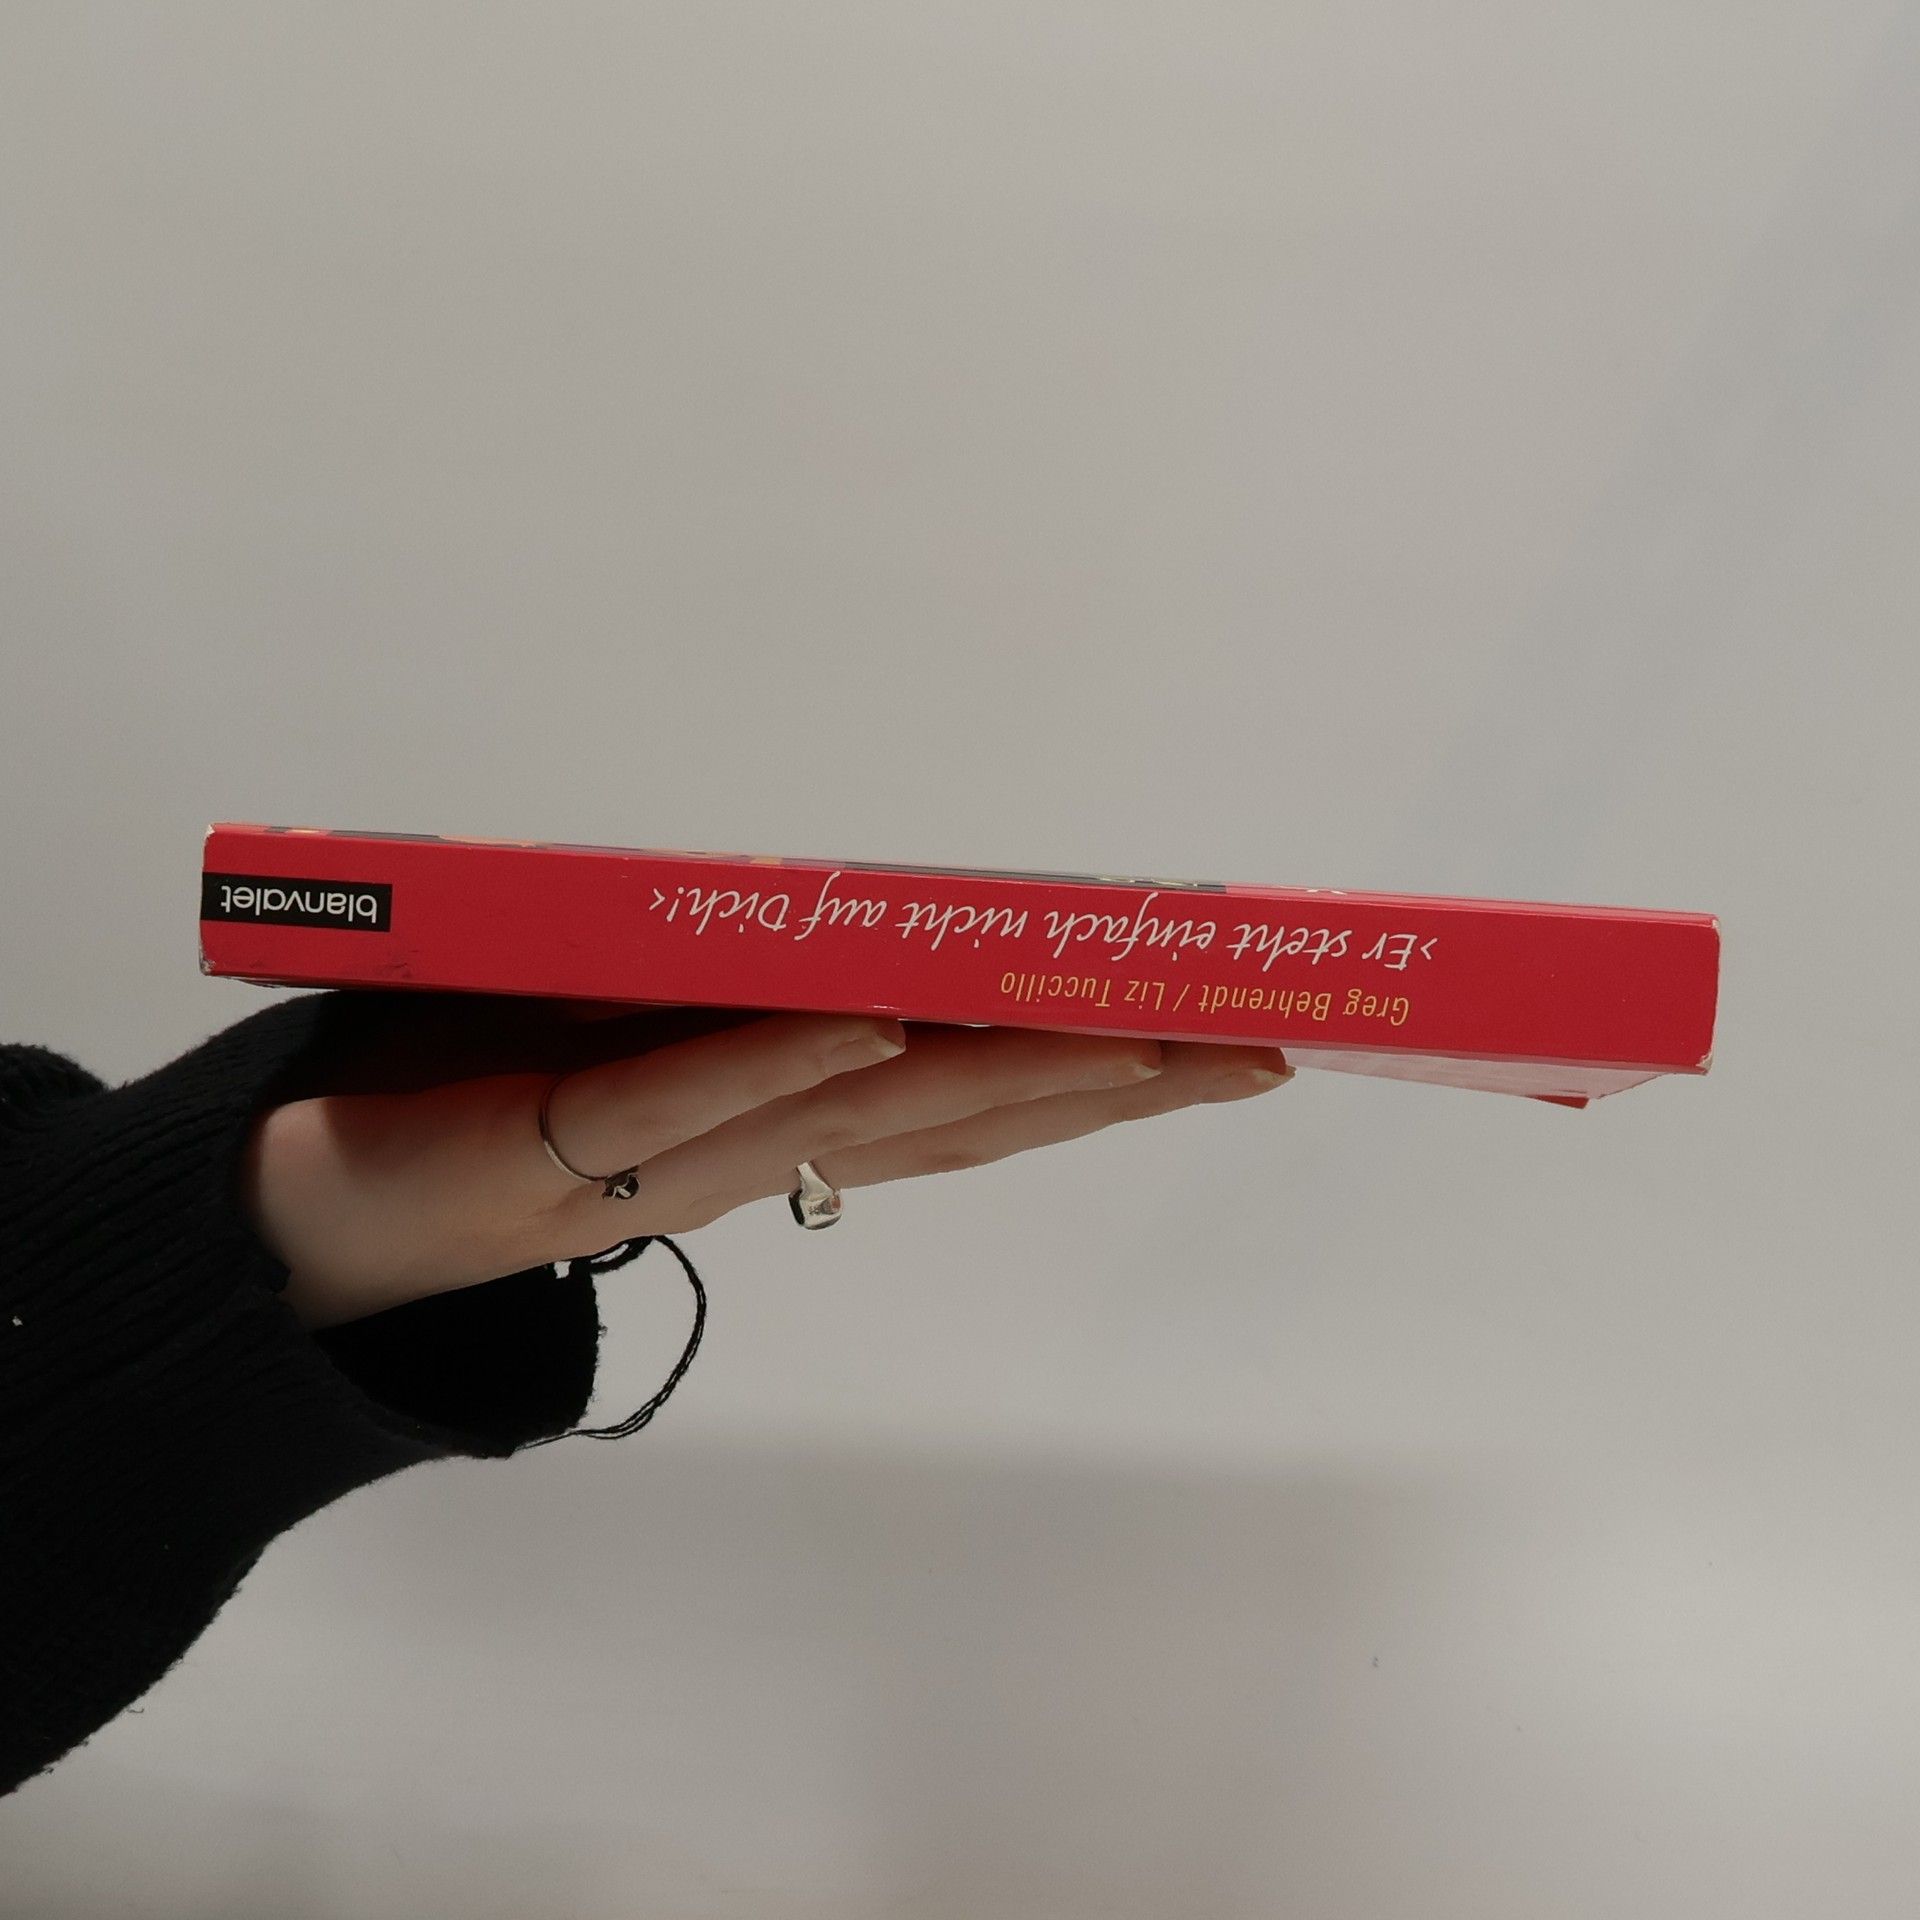 Greg Behrendt / Liz Tuccillo
›Er steht einfach nicht auf Dich!‹
blanvalet